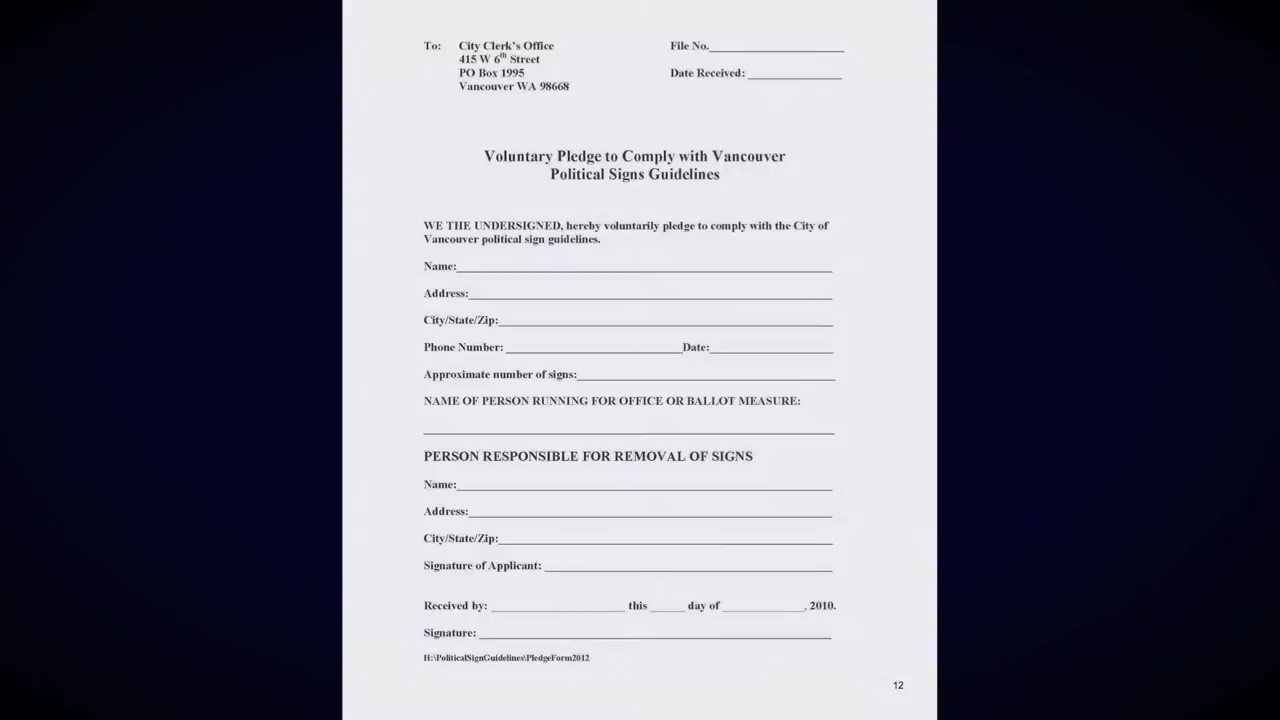 To: City Clerk's Office File No.
415 W 6th Street
PO Box 1995 Date Received:
Vancouver WA 98668
Voluntary Pledge to Comply with Vancouver
Political Signs Guidelines
WE THE UNDERSIGNED, hereby voluntarily pledge to comply with the City of
Vancouver political sign guidelines.
Name:
Address:
City/State/Zip:
Phone Number: Date:
Approximate number of signs:
NAME OF PERSON RUNNING FOR OFFICE OR BALLOT MEASURE:
PERSON RESPONSIBLE FOR REMOVAL OF SIGNS
Name:
Address:
City/State/Zip:
Signature of Applicant:
Received by: this day of , 2010.
Signature:
H:\PoliticalSignGuidelines\PledgeForm2012
12